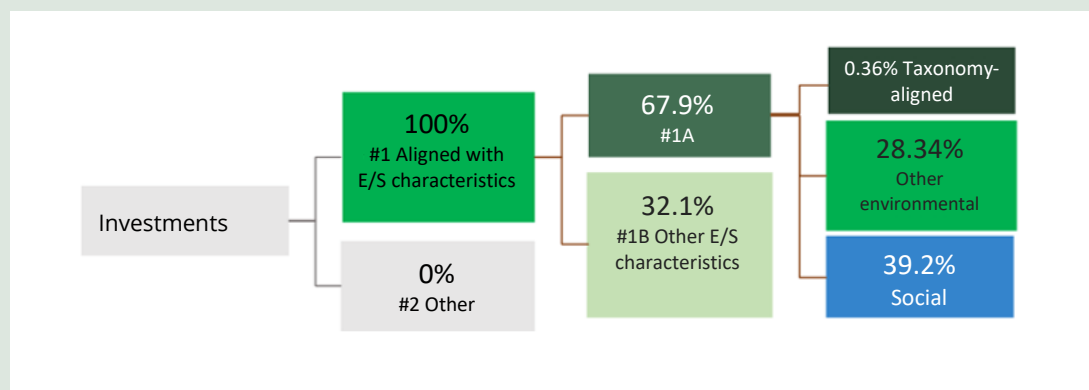 Investments
100%
#1 Aligned with
E/S characteristics
0%
#2 Other
67.9%
#1A
32.1%
#1B Other E/S
characteristics
0.36% Taxonomy-
aligned
28.34%
Other
environmental
39.2%
Social